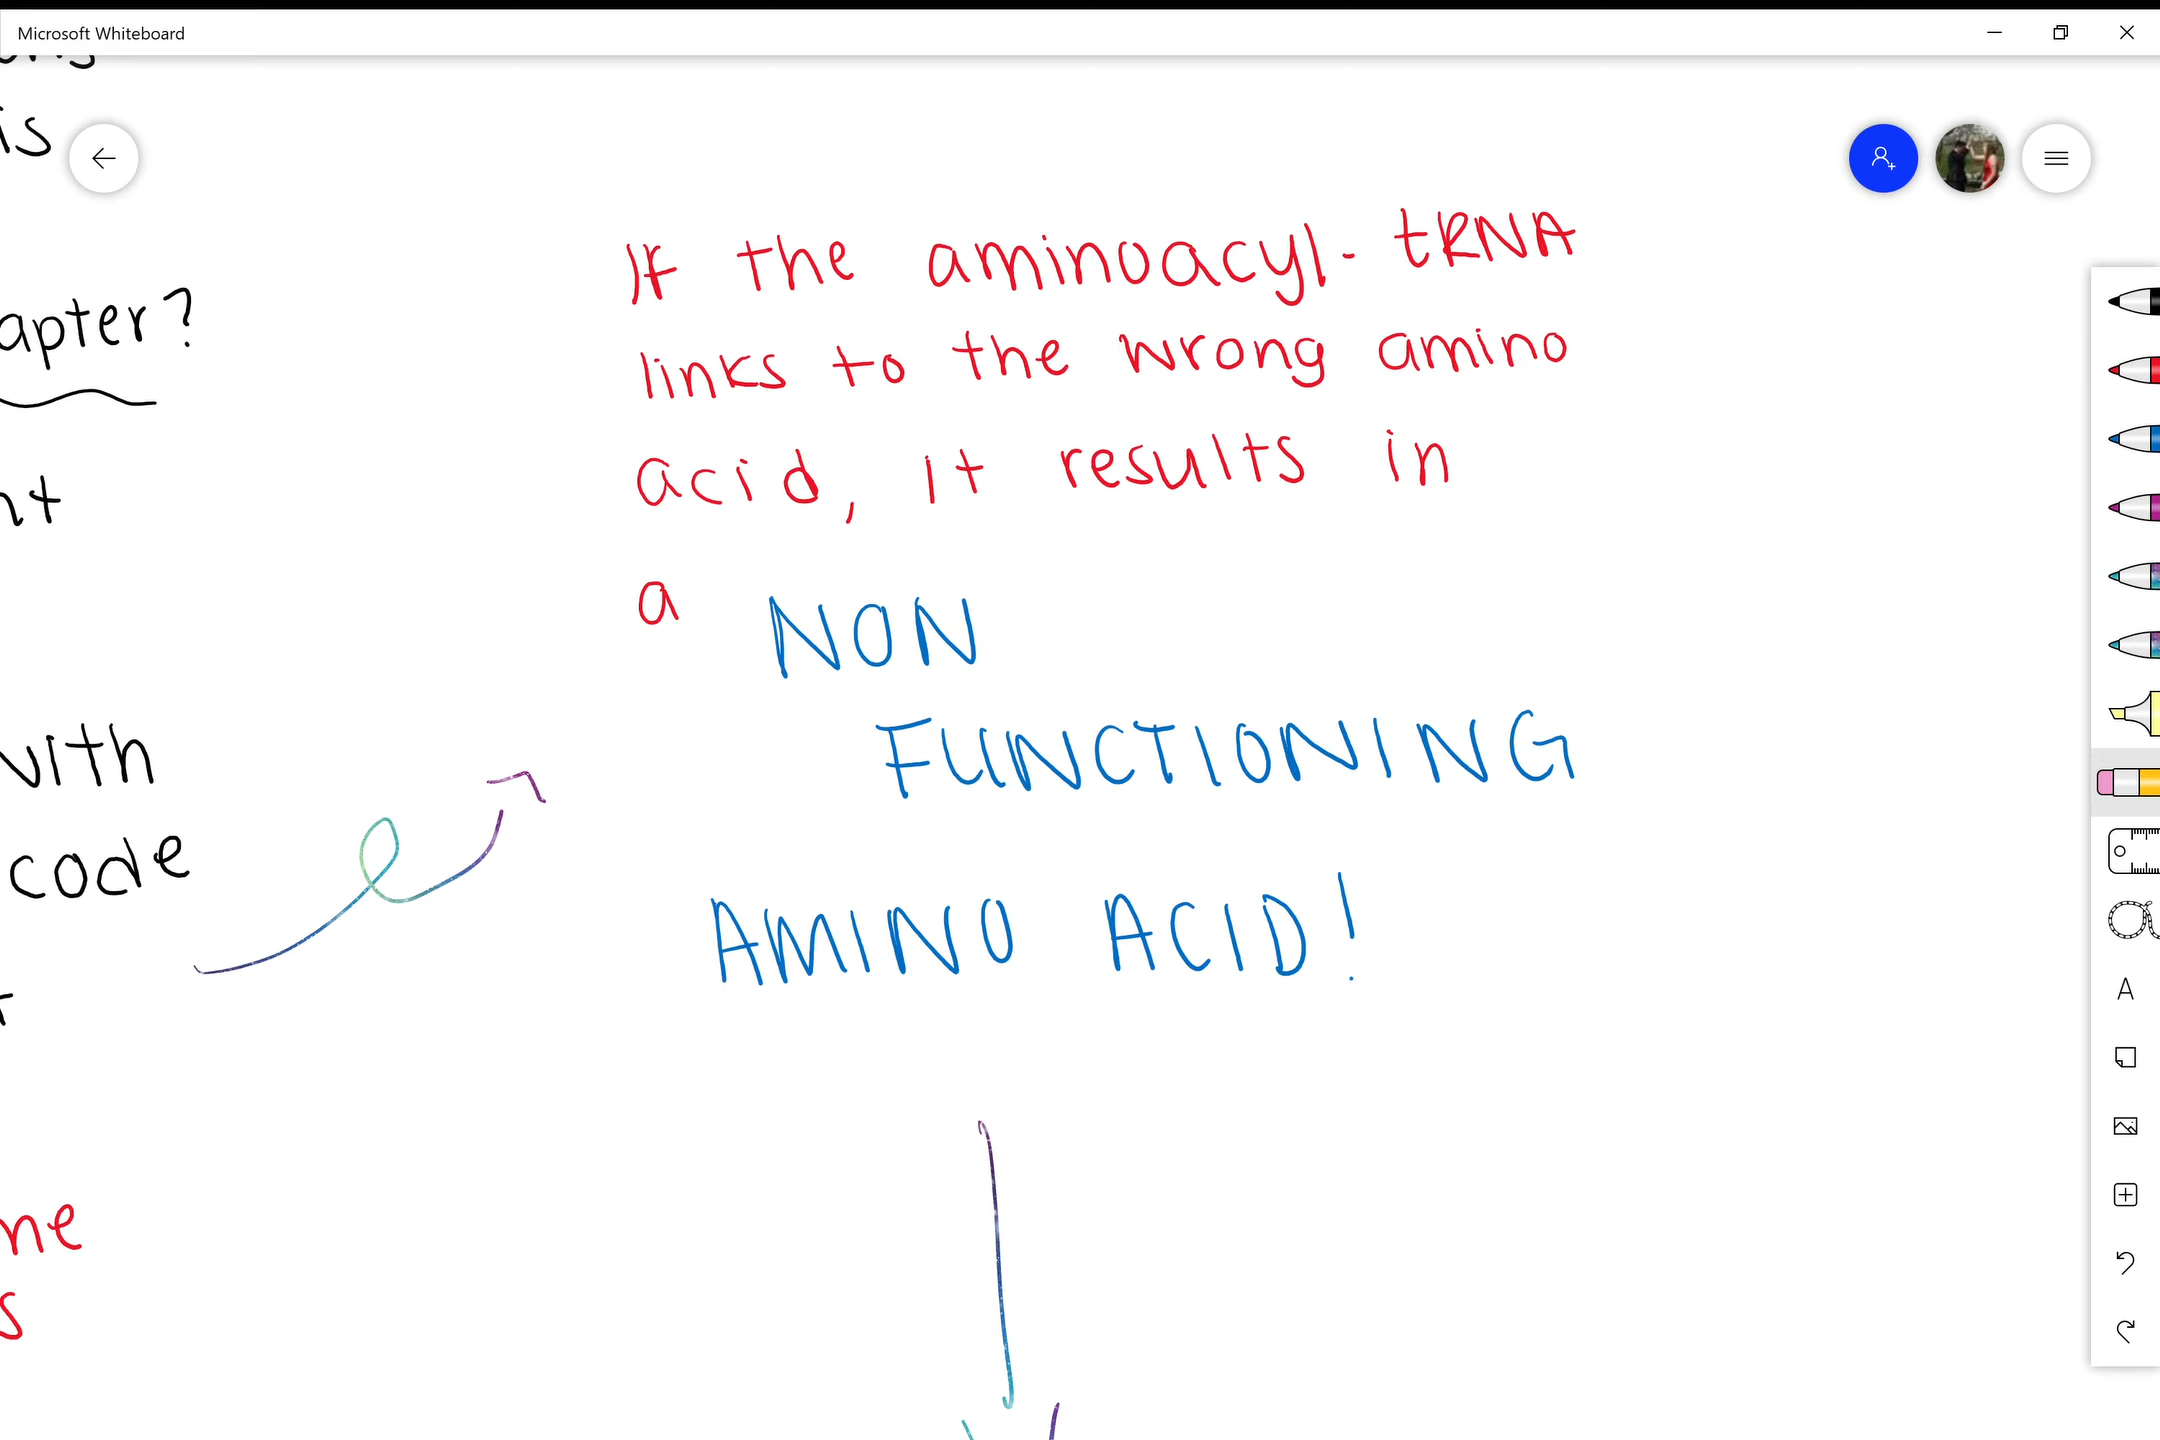 Microsoft Whiteboard
is
apter?
nt
with
code
ne
s
If the aminoacyl-tRNA
links to the wrong amino
acid, it results in
a NON
FUNCTIONING
AMINO ACID!
A